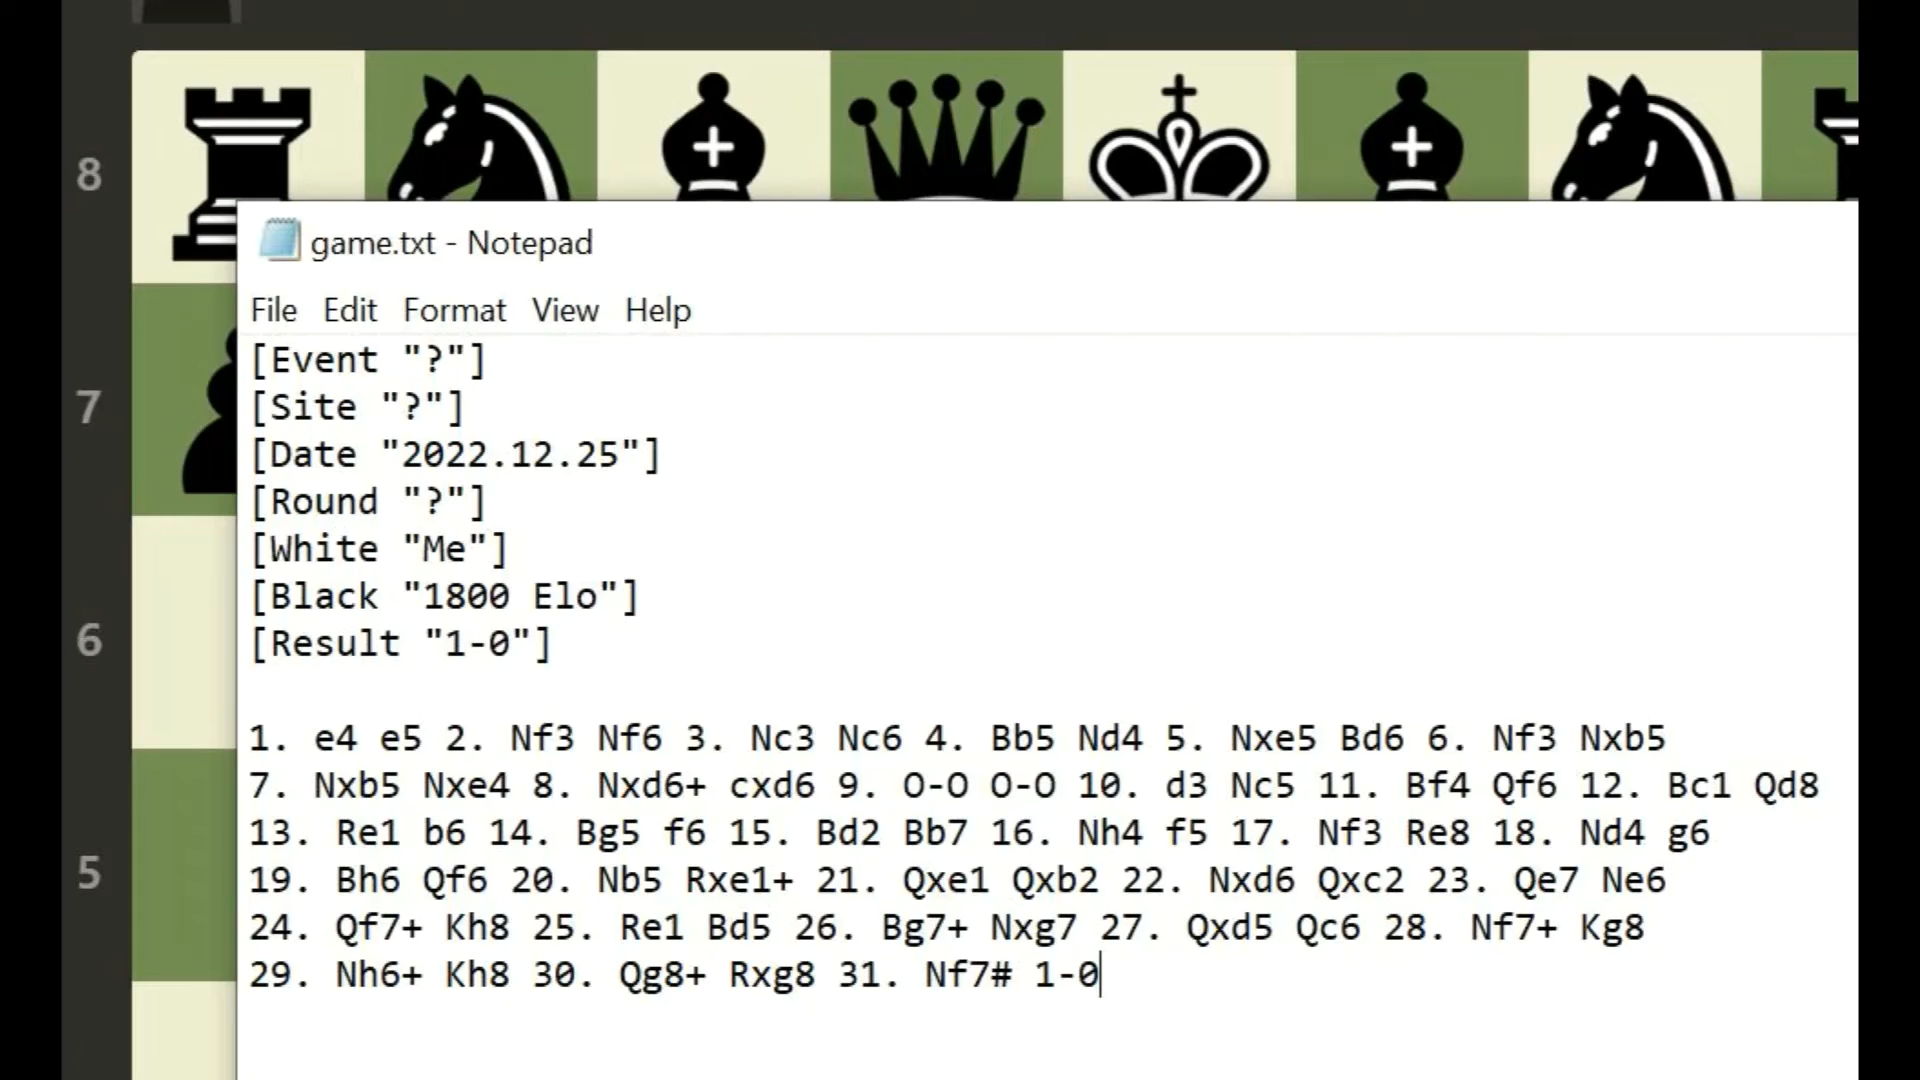 8
game.txt - Notepad
File Edit Format View Help
[Event "?"]
7
[Site "?"]
[Date "2022.12.25"]
[Round "?"]
[White "Me"]
[Black "1800 Elo"]
6
[Result "1-0"]
1. e4 e5 2. Nf3 Nf6 3. Nc3 Nc6 4. Bb5 Nd4 5. Nxe5 Bd6 6. Nf3 Nxb5
7. Nxb5 Nxe4 8. Nxd6+ cxd6 9. O-O O-O 10. d3 Nc5 11. Bf4 Qf6 12. Bc1 Qd8
13. Re1 b6 14. Bg5 f6 15. Bd2 Bb7 16. Nh4 f5 17. Nf3 Re8 18. Nd4 g6
5
19. Bh6 Qf6 20. Nb5 Rxe1+ 21. Qxe1 Qxb2 22. Nxd6 Qxc2 23. Qe7 Ne6
24. Qf7+ Kh8 25. Re1 Bd5 26. Bg7+ Nxg7 27. Qxd5 Qc6 28. Nf7+ Kg8
29. Nh6+ Kh8 30. Qg8+ Rxg8 31. Nf7# 1-0